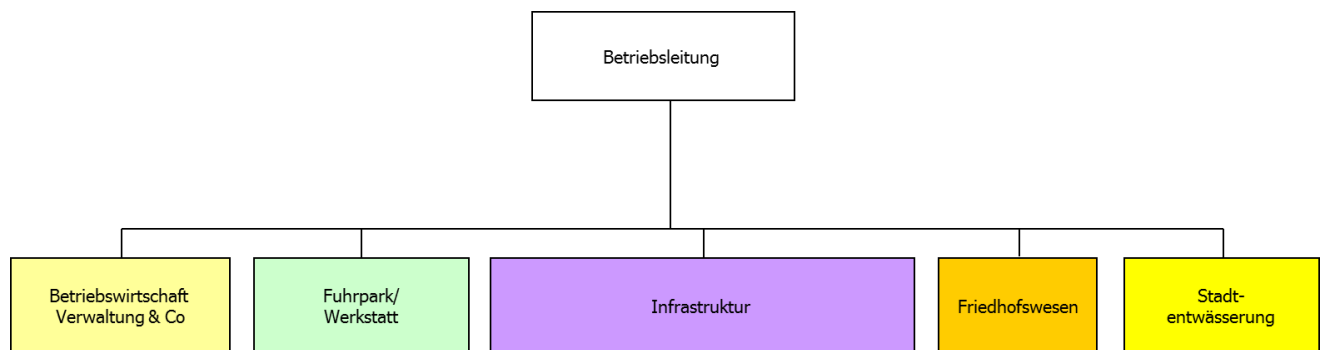 Betriebsleitung
Betriebswirtschaft
Verwaltung & Co
Fuhrpark/
Werkstatt
Infrastruktur
Friedhofswesen
Stadt-
entwässerung